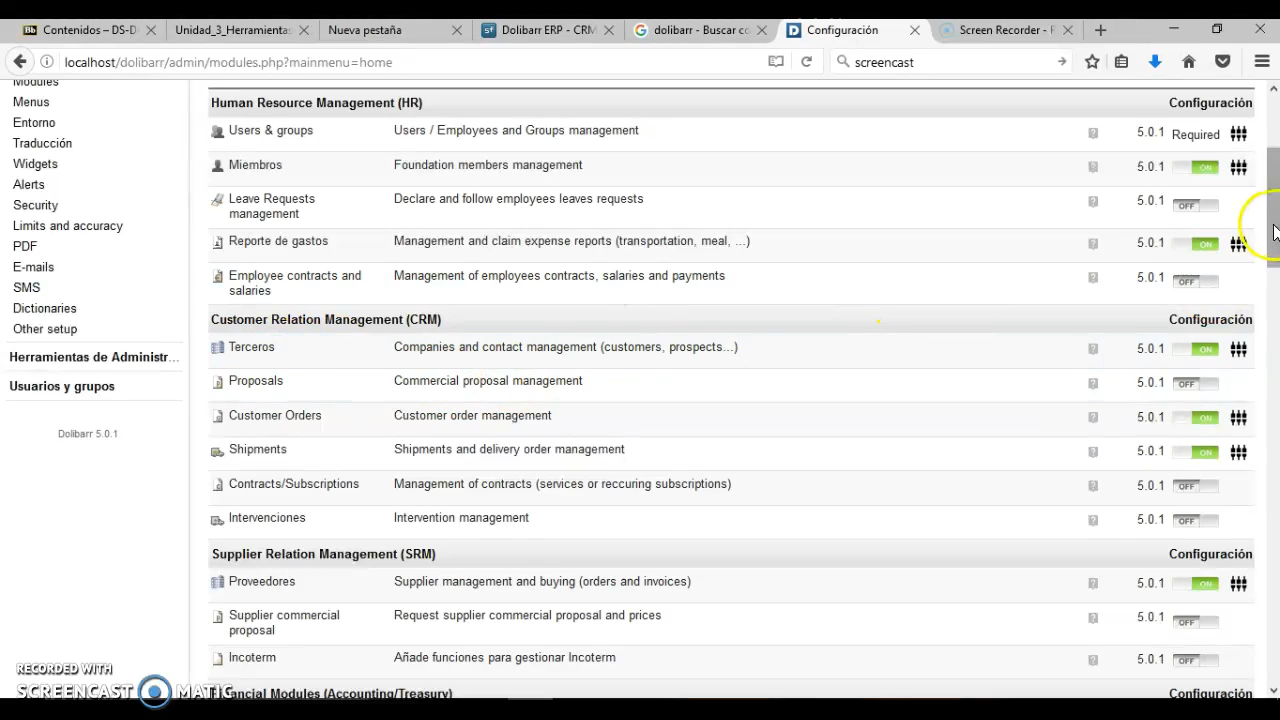 Contenidos – DS-D
Unidad_3_Herramienta:
Nueva pestaña
Dolibarr ERP - CRM
dolibarr - Buscar co
Configuración
Screen Recorder - F
localhost/dolibarr/admin/modules.php?mainmenu=home
screencast
Modules
Menus
Entorno
Traducción
Widgets
Alerts
Security
Limits and accuracy
PDF
E-mails
SMS
Dictionaries
Other setup
Herramientas de Administr...
Usuarios y grupos
Dolibarr 5.0.1
Human Resource Management (HR) Configuración
Users & groups Users / Employees and Groups management 5.0.1 Required
Miembros Foundation members management 5.0.1 ON
Leave Requests management Declare and follow employees leaves requests 5.0.1 OFF
Reporte de gastos Management and claim expense reports (transportation, meal, ...) 5.0.1 ON
Employee contracts and salaries Management of employees contracts, salaries and payments 5.0.1 OFF
Customer Relation Management (CRM) Configuración
Terceros Companies and contact management (customers, prospects...) 5.0.1 ON
Proposals Commercial proposal management 5.0.1 OFF
Customer Orders Customer order management 5.0.1 ON
Shipments Shipments and delivery order management 5.0.1 ON
Contracts/Subscriptions Management of contracts (services or reccuring subscriptions) 5.0.1 OFF
Intervenciones Intervention management 5.0.1 OFF
Supplier Relation Management (SRM) Configuración
Proveedores Supplier management and buying (orders and invoices) 5.0.1 ON
Supplier commercial proposal Request supplier commercial proposal and prices 5.0.1 OFF
Incoterm Añade funciones para gestionar Incoterm 5.0.1 OFF
Financial Modules (Accounting/Treasury) Configuración
RECORDED WITH
SCREENCAST MATIC